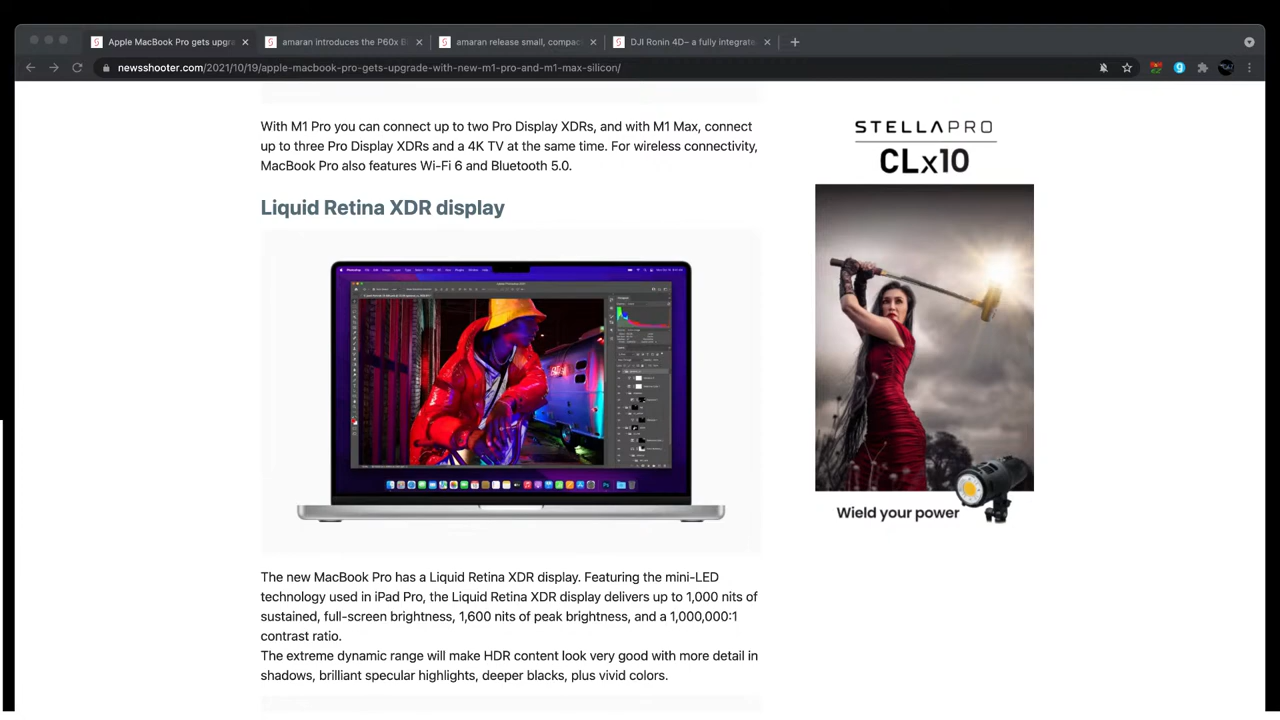 Apple MacBook Pro gets upgra
amaran introduces the P60x B
amaran release small, compac
DJI Ronin 4D– a fully integrate
newsshooter.com/2021/10/19/apple-macbook-pro-gets-upgrade-with-new-m1-pro-and-m1-max-silicon/
With M1 Pro you can connect up to two Pro Display XDRs, and with M1 Max, connect
up to three Pro Display XDRs and a 4K TV at the same time. For wireless connectivity,
MacBook Pro also features Wi-Fi 6 and Bluetooth 5.0.
Liquid Retina XDR display
The new MacBook Pro has a Liquid Retina XDR display. Featuring the mini-LED
technology used in iPad Pro, the Liquid Retina XDR display delivers up to 1,000 nits of
sustained, full-screen brightness, 1,600 nits of peak brightness, and a 1,000,000:1
contrast ratio.
The extreme dynamic range will make HDR content look very good with more detail in
shadows, brilliant specular highlights, deeper blacks, plus vivid colors.
STELLAPRO
CLx10
Wield your power